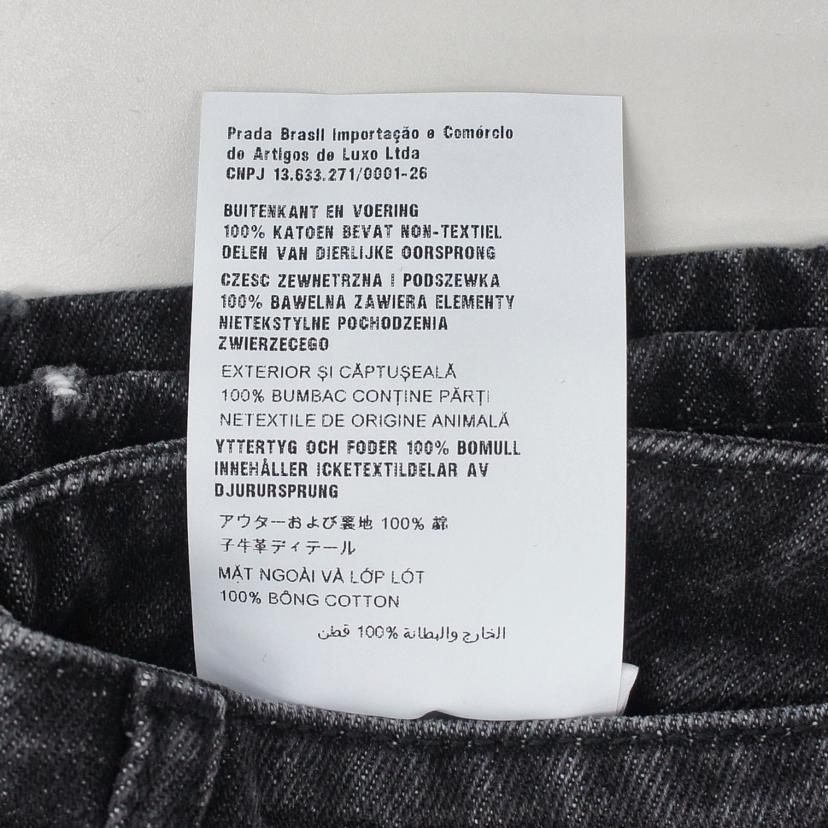 Prada Brasil Importação e Comércio
de Artigos de Luxo Ltda
CNPJ 13.633.271/0001-26
BUITENKANT EN VOERING
100% KATOEN BEVAT NON-TEXTIEL
DELEN VAN DIERLIJKE OORSPRONG
CZESC ZEWNETRZNA I PODSZEWKA
100% BAWELNA ZAWIERA ELEMENTY
NIETEKSTYLNE POCHODZENIA
ZWIERZECEGO
EXTERIOR ȘI CĂPTUȘEALĂ
100% BUMBAC CONȚINE PĂRȚI
NETEXTILE DE ORIGINE ANIMALĂ
YTTERTYG OCH FODER 100% BOMULL
INNEHÅLLER ICKETEXTILDELAR AV
DJURURSPRUNG
アウターおよび裏地 100% 綿
子牛革ディテール
MẶT NGOÀI VÀ LỚP LÓT
100% BÔNG COTTON
الخارج والبطانة %100 قطن